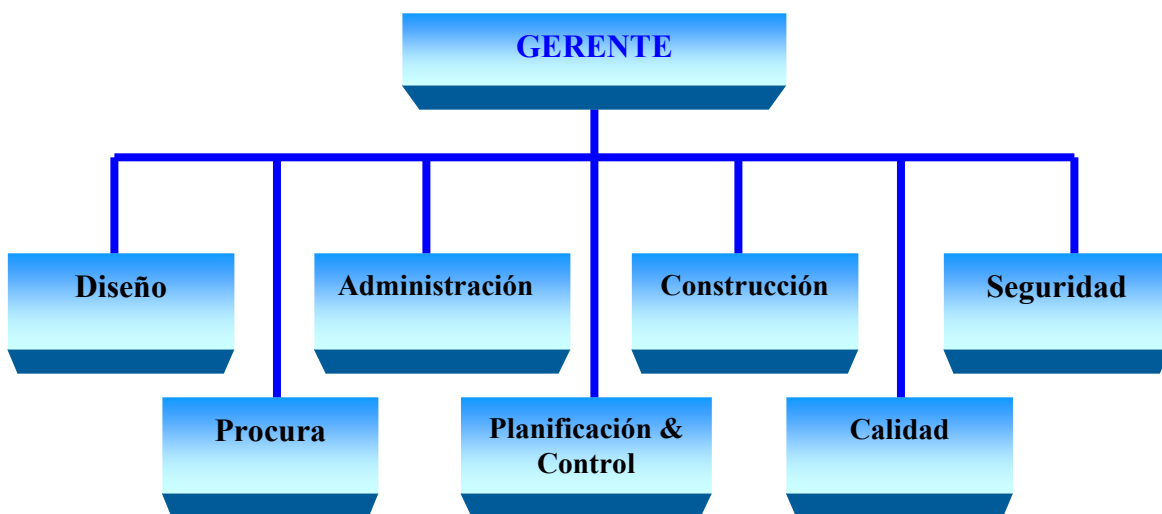 GERENTE
Diseño
Administración
Construcción
Seguridad
Procura
Planificación &
Control
Calidad